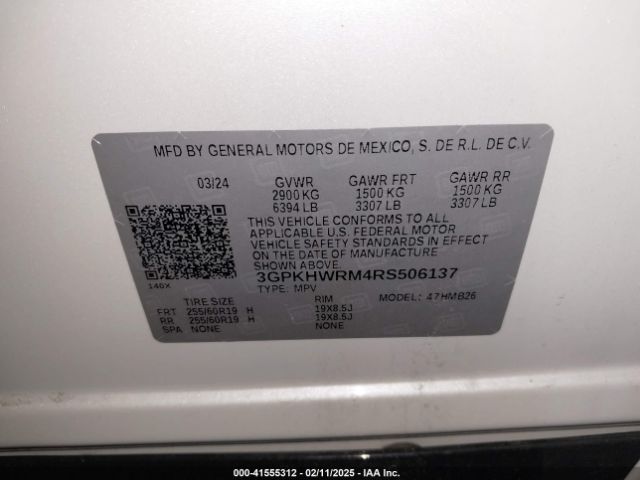 MFD BY GENERAL MOTORS DE MEXICO, S. DE R.L. DE C.V.
03/24 GVWR GAWR FRT GAWR RR
2900 KG 1500 KG 1500 KG
6394 LB 3307 LB 3307 LB
THIS VEHICLE CONFORMS TO ALL
APPLICABLE U.S. FEDERAL MOTOR
VEHICLE SAFETY STANDARDS IN EFFECT
ON THE DATE OF MANUFACTURE
SHOWN ABOVE.
3GPKHWRM4RS506137
140X TYPE: MPV MODEL: 47HMB26
TIRE SIZE RIM
FRT 255/60R19 H 19X8.5J
RR 255/60R19 H 19X8.5J
SPA NONE NONE
© - 41555312 - 02/11/2025 - IAA Inc.